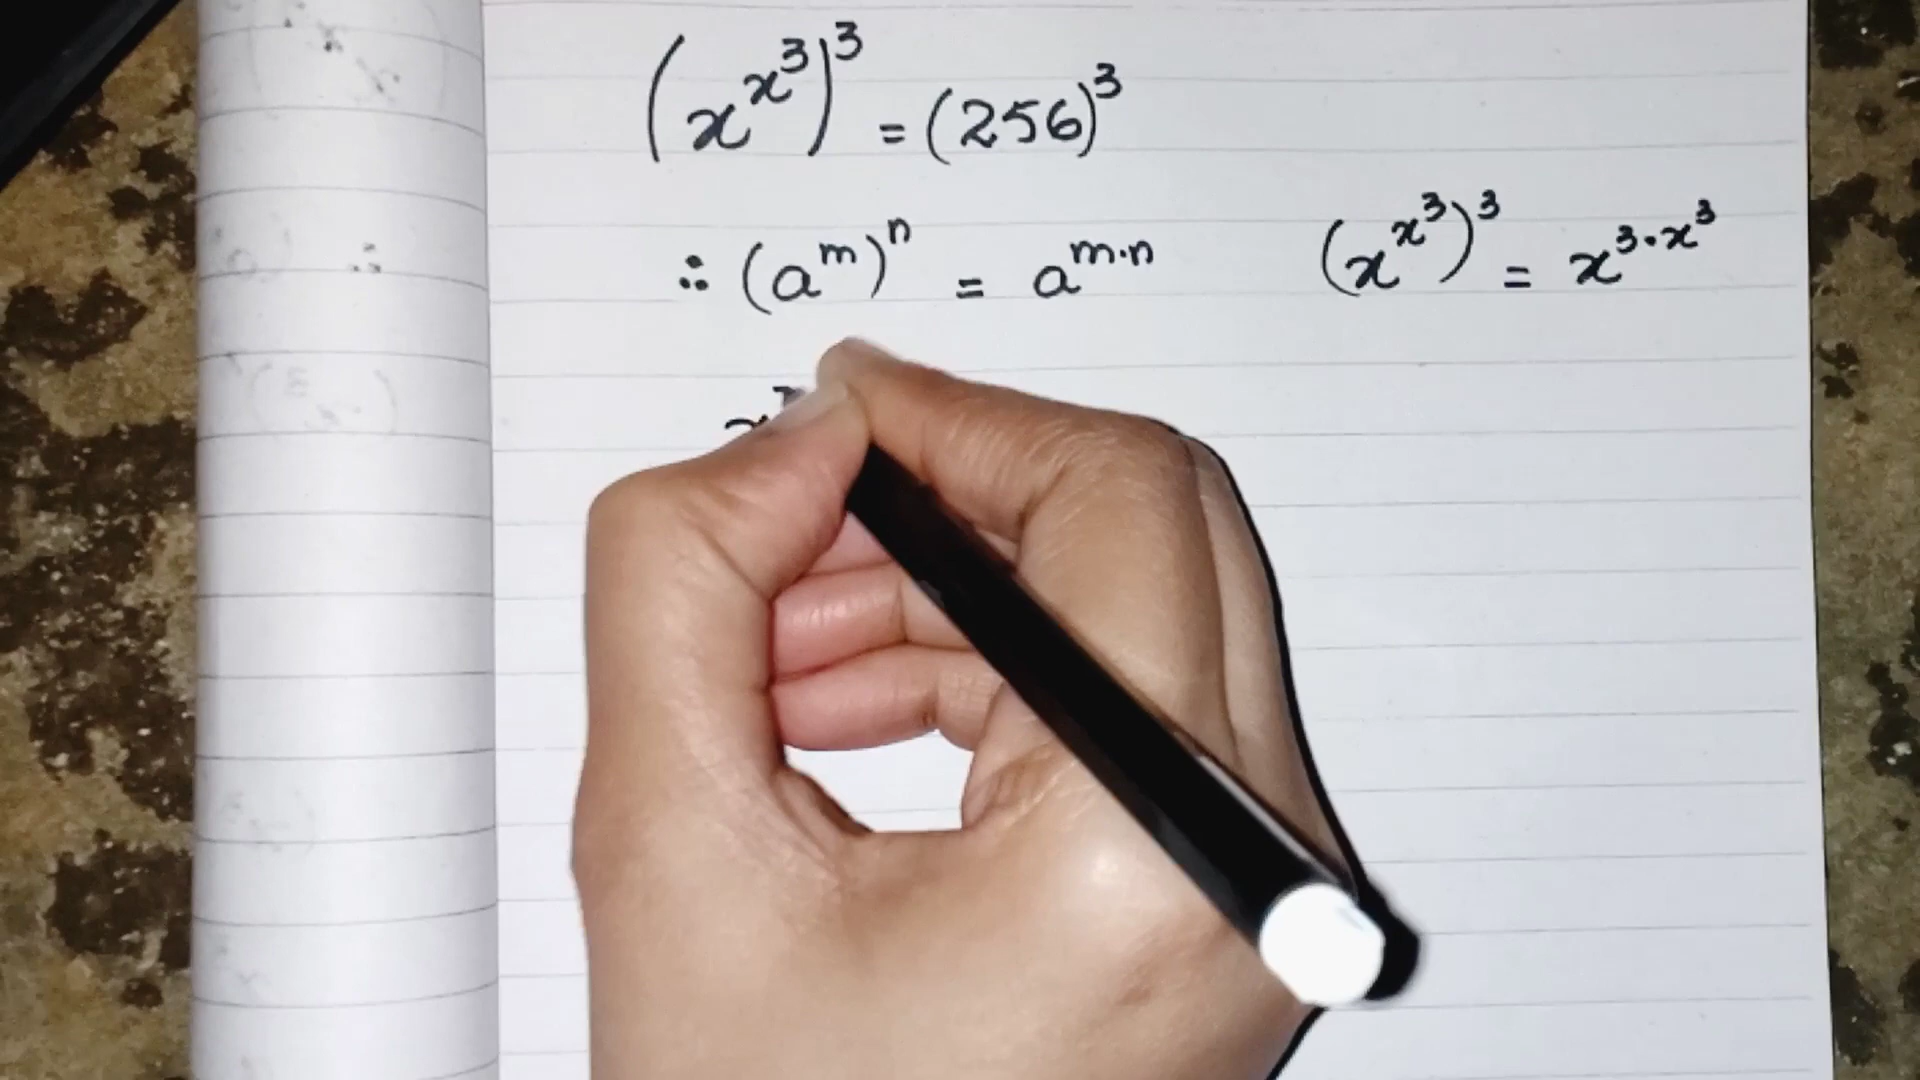 (x^x^3)^3 = (256)^3
∴ (a^m)^n = a^m·n (x^x^3)^3 = x^3·x^3
x